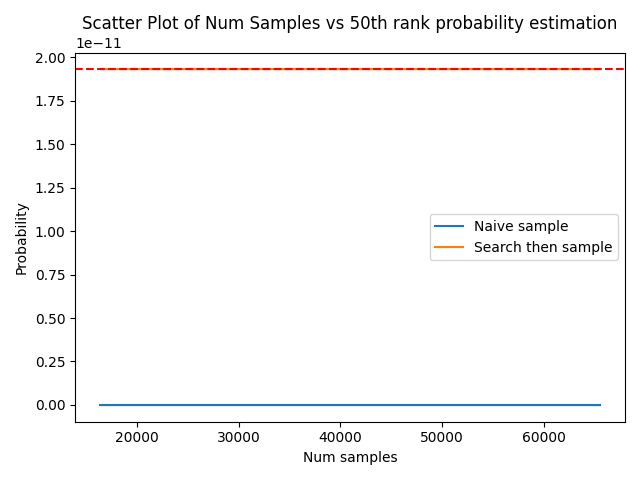 Scatter Plot of Num Samples vs 50th rank probability estimation
1e−11
2.00
1.75
1.50
1.25
1.00
0.75
0.50
0.25
0.00
Probability
Naive sample
Search then sample
20000 30000 40000 50000 60000
Num samples